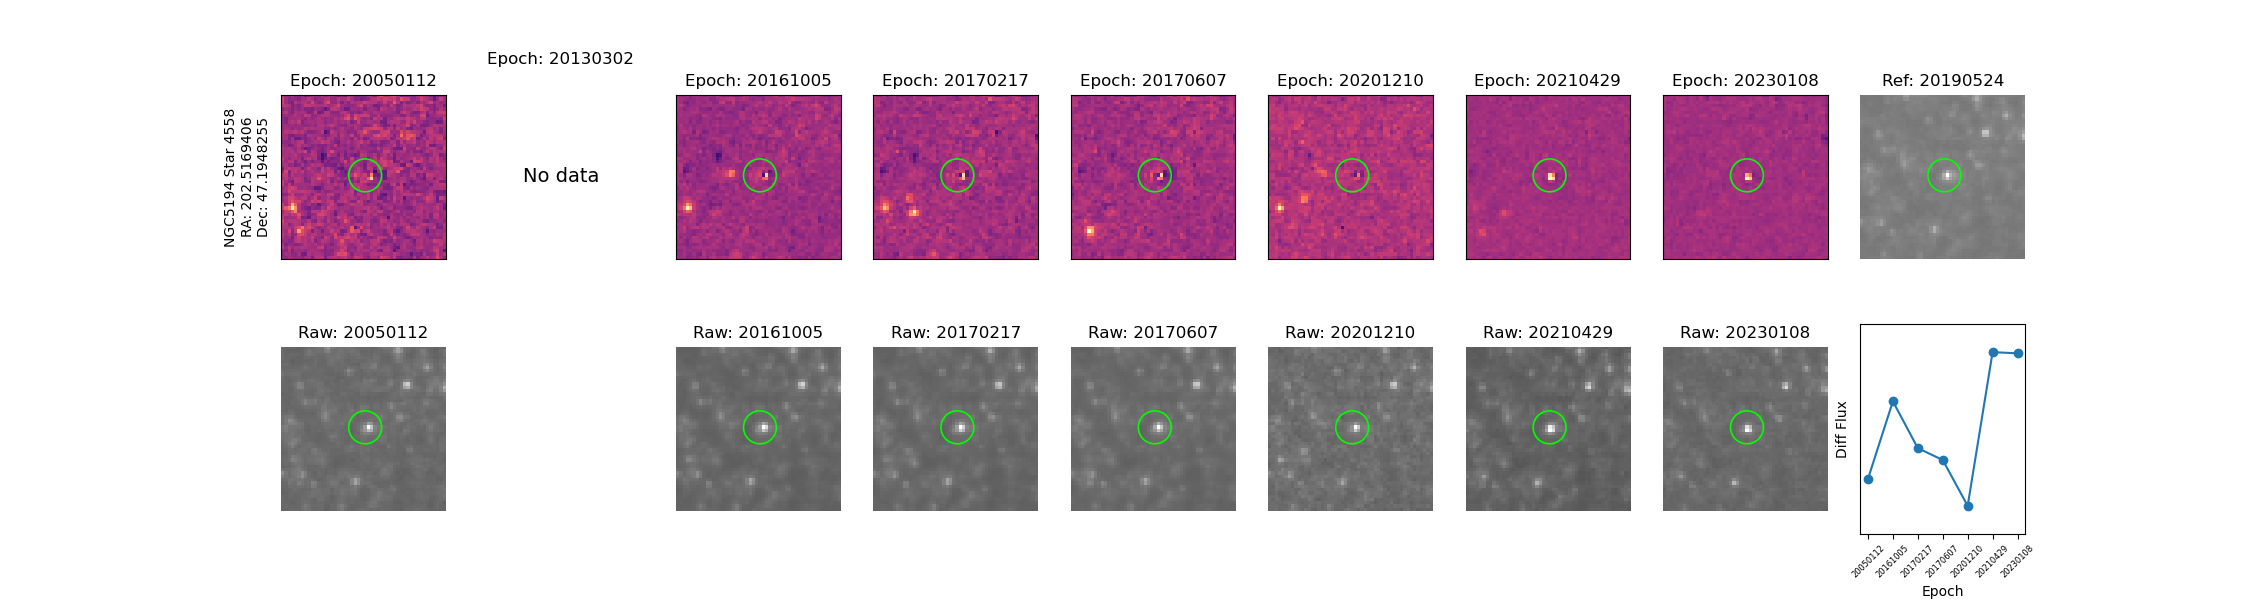 Epoch: 20130302
Epoch: 20050112
Epoch: 20161005
Epoch: 20170217
Epoch: 20170607
Epoch: 20201210
Epoch: 20210429
Epoch: 20230108
Ref: 20190524
NGC5194 Star 4558
RA: 202.5169406
Dec: 47.1948255
No data
Raw: 20050112
Raw: 20161005
Raw: 20170217
Raw: 20170607
Raw: 20201210
Raw: 20210429
Raw: 20230108
Diff Flux
20050112
20161005
20170217
20170607
20201210
20210429
20230108
Epoch